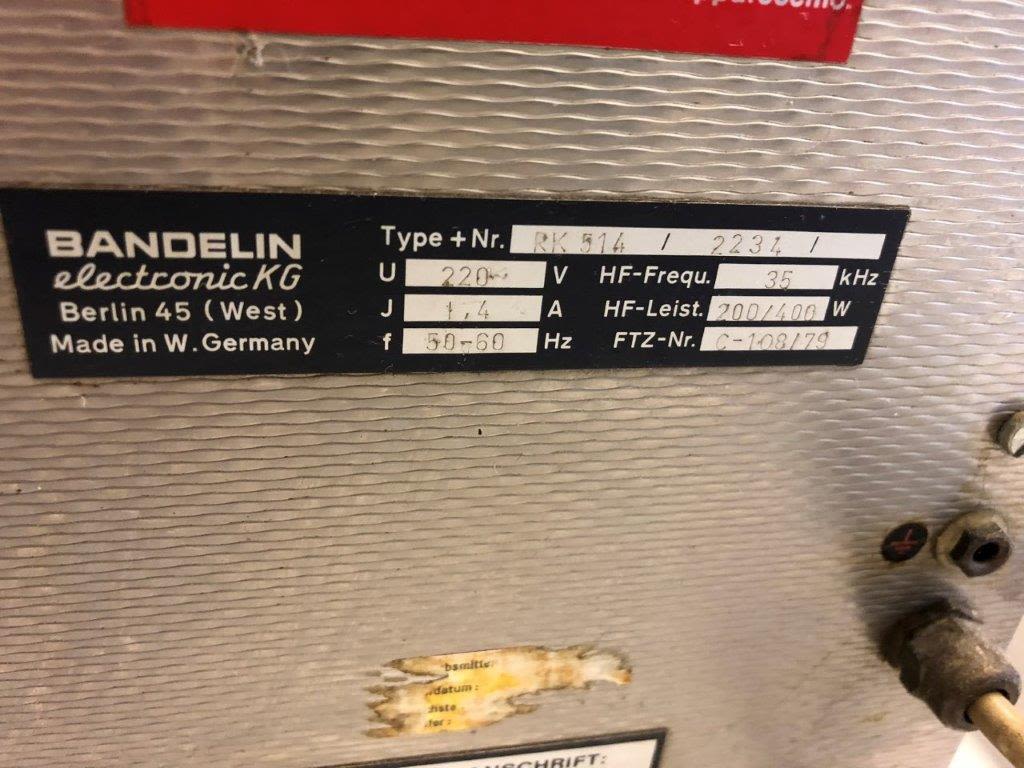 BANDELIN
electronic KG
Berlin 45 (West)
Made in W. Germany
Type + Nr. RK 514 / 2234 /
U 220 V HF-Frequ. 35 kHz
J 1,4 A HF-Leist. 200/400 W
f 50-60 Hz FTZ-Nr. C-108/79
datum: